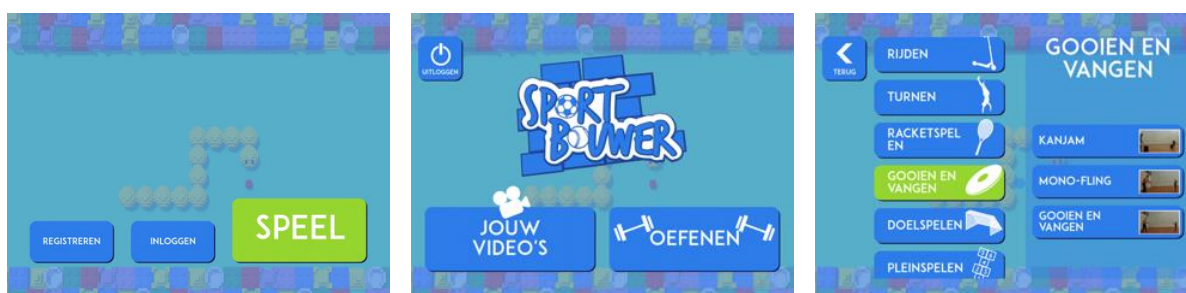 REGISTREREN
INLOGGEN
SPEEL
UITLOGGEN
SPORT
BOUWER
JOUW
VIDEO'S
OEFENEN
TERUG
RIJDEN
TURNEN
RACKETSPEL
EN
GOOIEN EN
VANGEN
DOELSPELEN
PLEINSPELEN
GOOIEN EN
VANGEN
KANJAM
MONO-FLING
GOOIEN EN
VANGEN